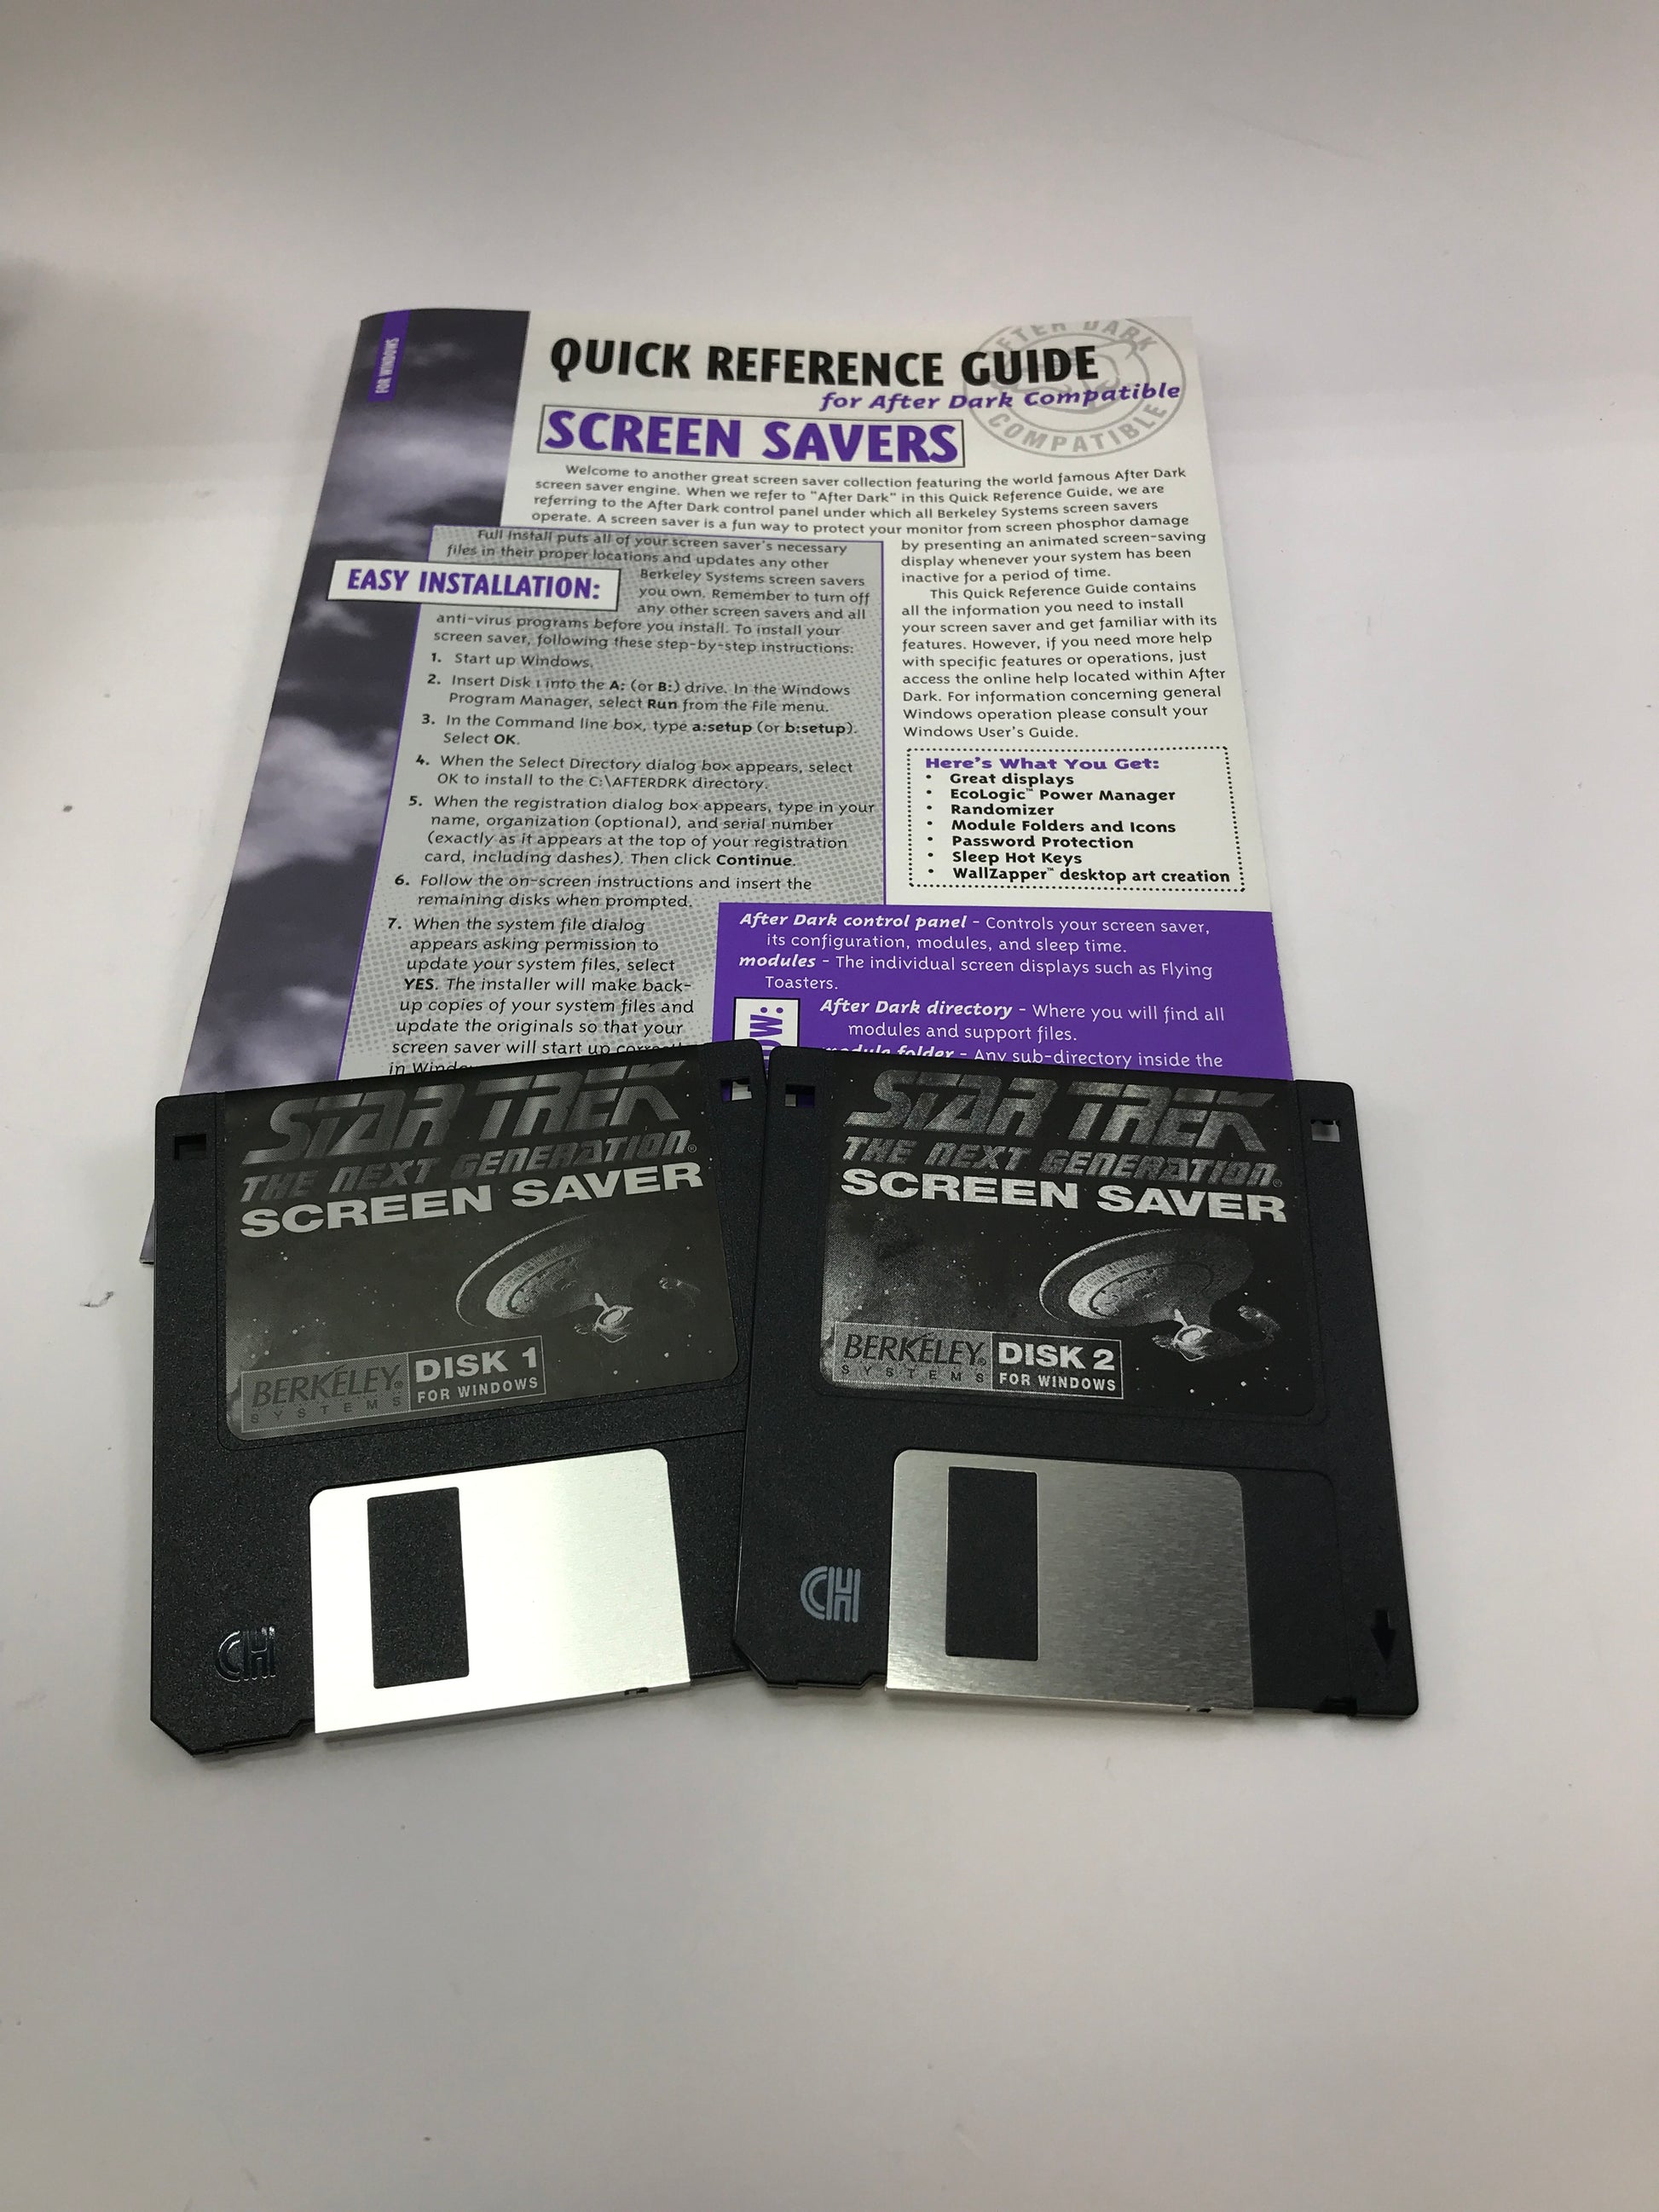 FOR WINDOWS
QUICK REFERENCE GUIDE
for After Dark Compatible
SCREEN SAVERS
AFTER DARK
COMPATIBLE
Welcome to another great screen saver collection featuring the world famous After Dark
screen saver engine. When we refer to "After Dark" in this Quick Reference Guide, we are
referring to the After Dark control panel under which all Berkeley Systems screen savers
operate. A screen saver is a fun way to protect your monitor from screen phosphor damage
by presenting an animated screen-saving
display whenever your system has been
inactive for a period of time.
This Quick Reference Guide contains
all the information you need to install
your screen saver and get familiar with its
features. However, if you need more help
with specific features or operations, just
access the online help located within After
Dark. For information concerning general
Windows operation please consult your
Windows User's Guide.
Full Install puts all of your screen saver's necessary
files in their proper locations and updates any other
EASY INSTALLATION:
Berkeley Systems screen savers
you own. Remember to turn off
any other screen savers and all
anti-virus programs before you install. To install your
screen saver, following these step-by-step instructions:
1. Start up Windows.
2. Insert Disk 1 into the A: (or B:) drive. In the Windows
Program Manager, select Run from the File menu.
3. In the Command line box, type a:setup (or b:setup).
Select OK.
4. When the Select Directory dialog box appears, select
OK to install to the C:\AFTERDRK directory.
5. When the registration dialog box appears, type in your
name, organization (optional), and serial number
(exactly as it appears at the top of your registration
card, including dashes). Then click Continue.
6. Follow the on-screen instructions and insert the
remaining disks when prompted.
7. When the system file dialog
appears asking permission to
update your system files, select
YES. The installer will make back-
up copies of your system files and
update the originals so that your
screen saver will start up
in
Here's What You Get:
• Great displays
• EcoLogic™ Power Manager
• Randomizer
• Module Folders and Icons
• Password Protection
• Sleep Hot Keys
• WallZapper™ desktop art creation
After Dark control panel – Controls your screen saver,
its configuration, modules, and sleep time.
modules – The individual screen displays such as Flying
Toasters.
OW:
After Dark directory – Where you will find all
modules and support files.
module folder – Any sub-directory inside the
STAR TREK
THE NEXT GENERATION®
SCREEN SAVER
BERKELEY®
SYSTEMS
DISK 1
FOR WINDOWS
CH
STAR TREK
THE NEXT GENERATION®
SCREEN SAVER
BERKELEY®
SYSTEMS
DISK 2
FOR WINDOWS
CH